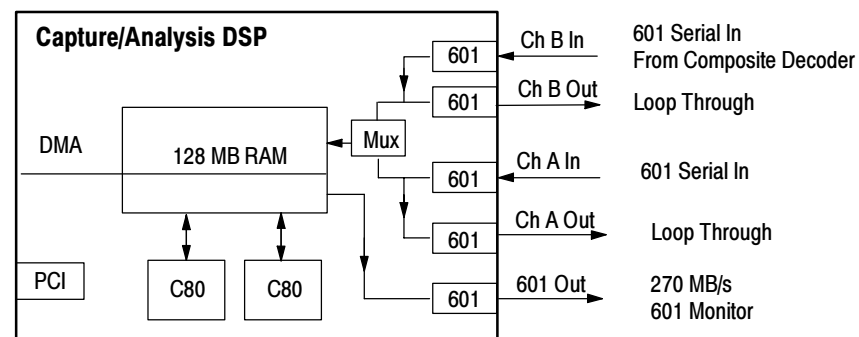 Capture/Analysis DSP
601
Ch B In
601 Serial In
From Composite Decoder
601
Ch B Out
Loop Through
DMA
128 MB RAM
Mux
601
Ch A In
601 Serial In
601
Ch A Out
Loop Through
PCI
C80
C80
601
601 Out
270 MB/s
601 Monitor